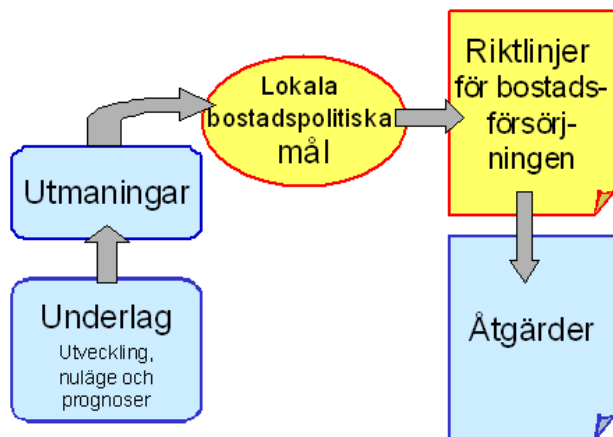 Underlag
Utveckling,
nuläge och
prognoser
Utmaningar
Lokala
bostadspolitiska
mål
Riktlinjer
för bostads-
försörj-
ningen
Åtgärder